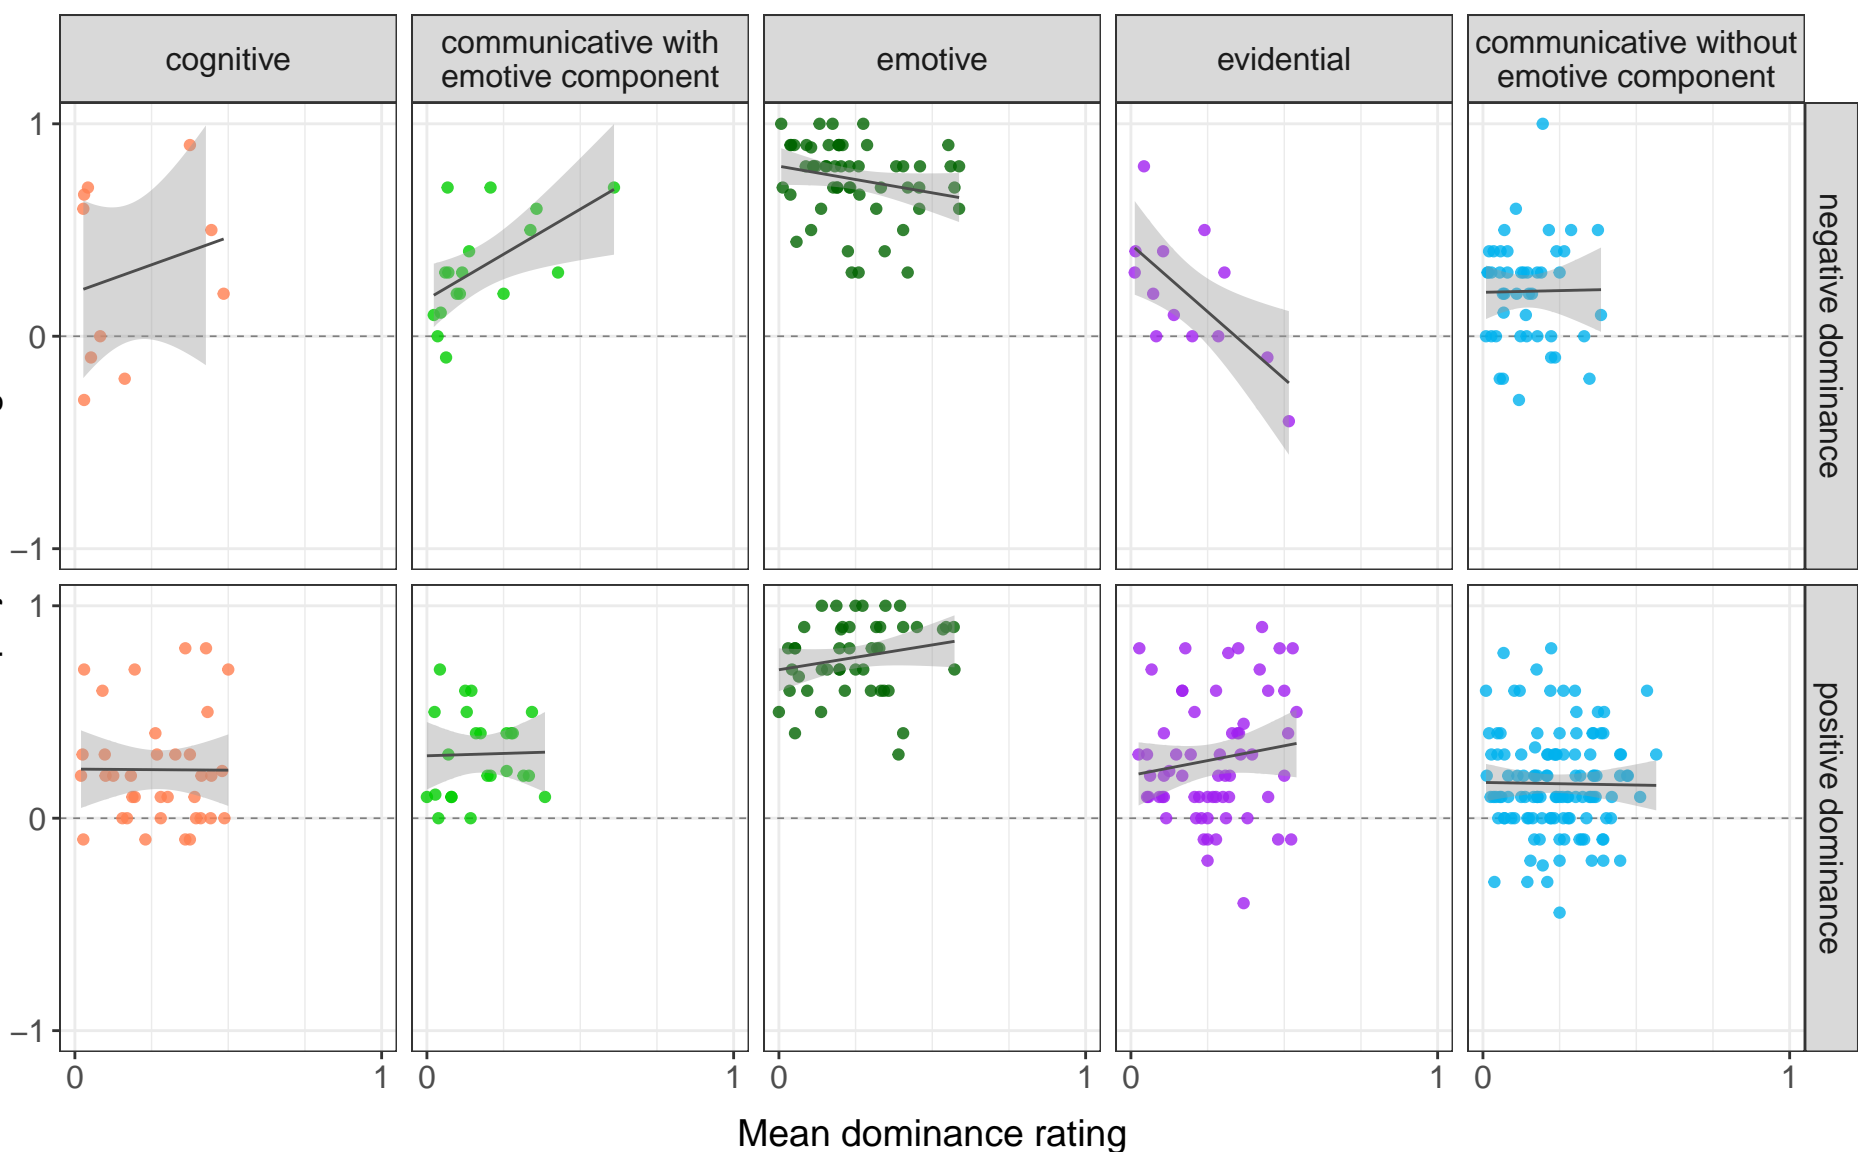 cognitive
communicative with
emotive component
emotive
evidential
communicative without
emotive component
1
0
−1
negative dominance
1
0
−1
positive dominance
0
1
0
1
0
1
0
1
0
1
Mean dominance rating